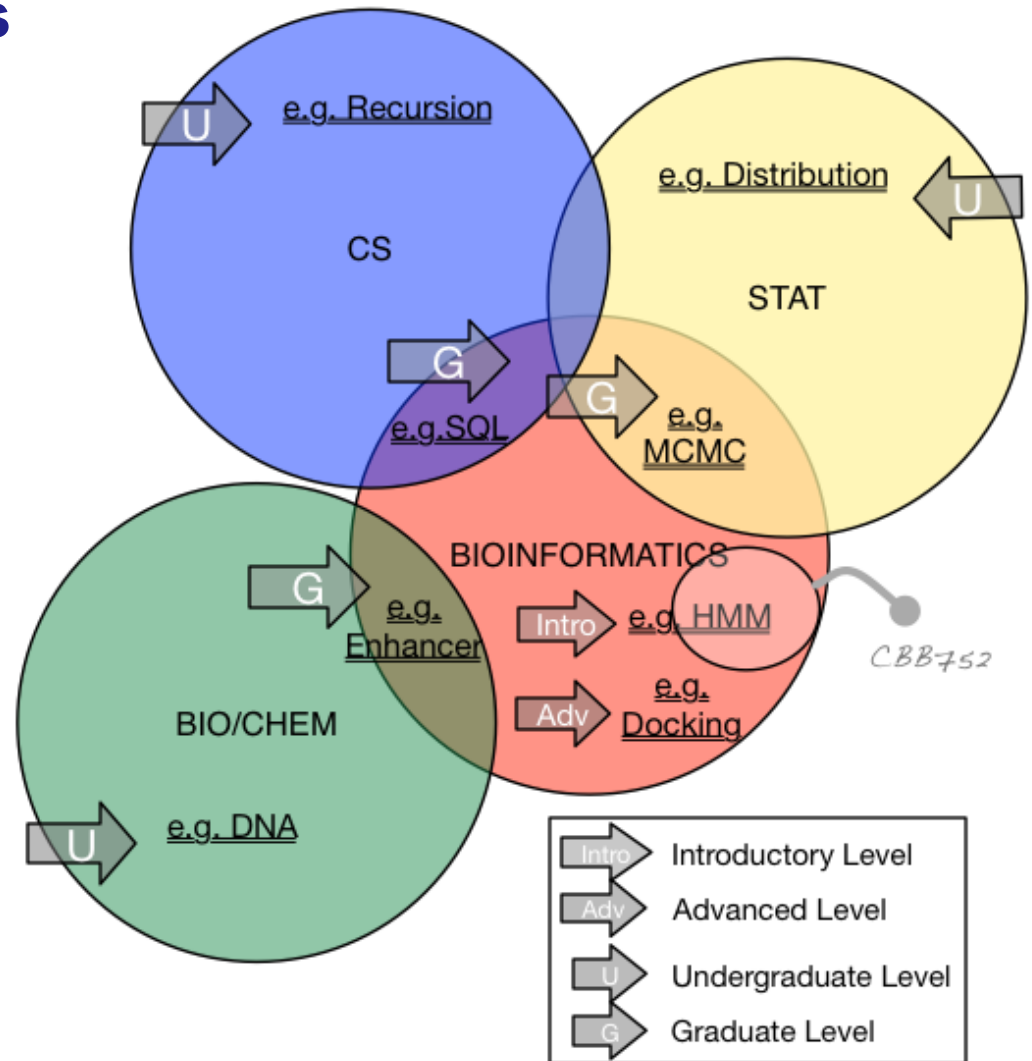 s
e.g. Recursion
U
e.g. Distribution
U
CS
STAT
G
G
e.g.
MCMC
e.g.SQL
BIOINFORMATICS
G
e.g.
Enhancer
Intro
e.g. HMM
CBB752
Adv
e.g.
Docking
BIO/CHEM
U
e.g. DNA
Intro Introductory Level
Adv Advanced Level
U Undergraduate Level
G Graduate Level